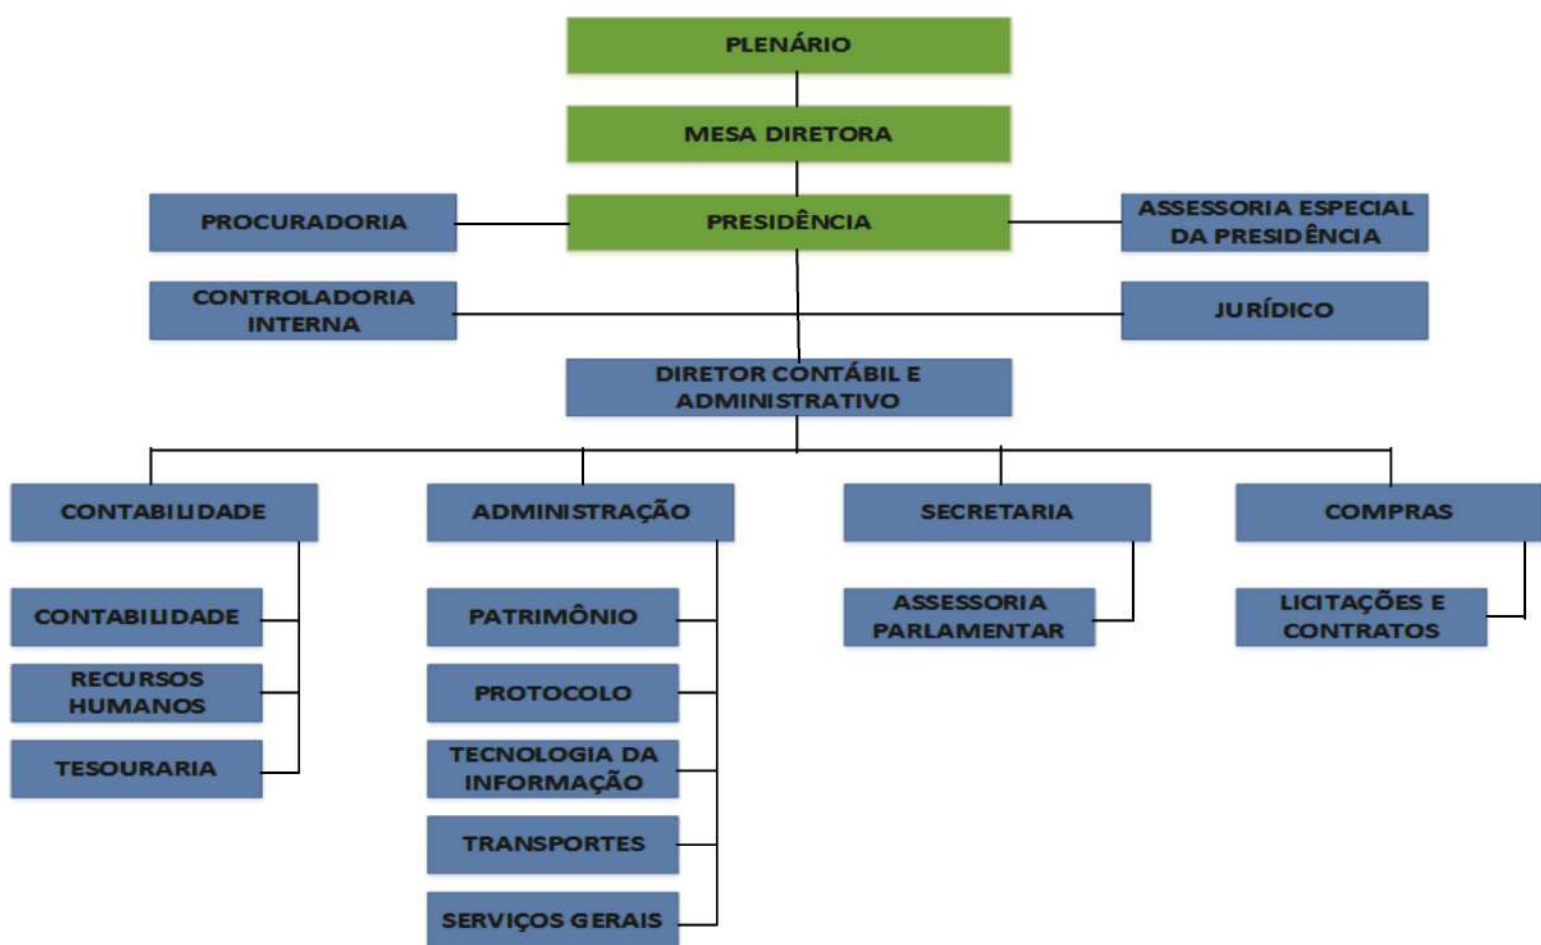 PLENÁRIO
MESA DIRETORA
PROCURADORIA
PRESIDÊNCIA
ASSESSORIA ESPECIAL
DA PRESIDÊNCIA
CONTROLADORIA
INTERNA
JURÍDICO
DIRETOR CONTÁBIL E
ADMINISTRATIVO
CONTABILIDADE
ADMINISTRAÇÃO
SECRETARIA
COMPRAS
CONTABILIDADE
PATRIMÔNIO
ASSESSORIA
PARLAMENTAR
LICITAÇÕES E
CONTRATOS
RECURSOS
HUMANOS
PROTOCOLO
TESOURARIA
TECNOLOGIA DA
INFORMAÇÃO
TRANSPORTES
SERVIÇOS GERAIS